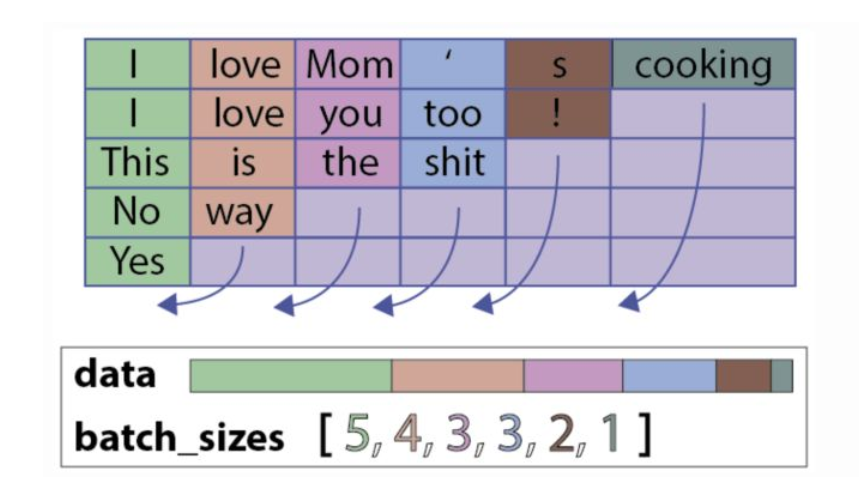 I love Mom ‘ s cooking
I love you too !
This is the shit
No way
Yes
data
batch_sizes [ 5, 4, 3, 3, 2, 1 ]